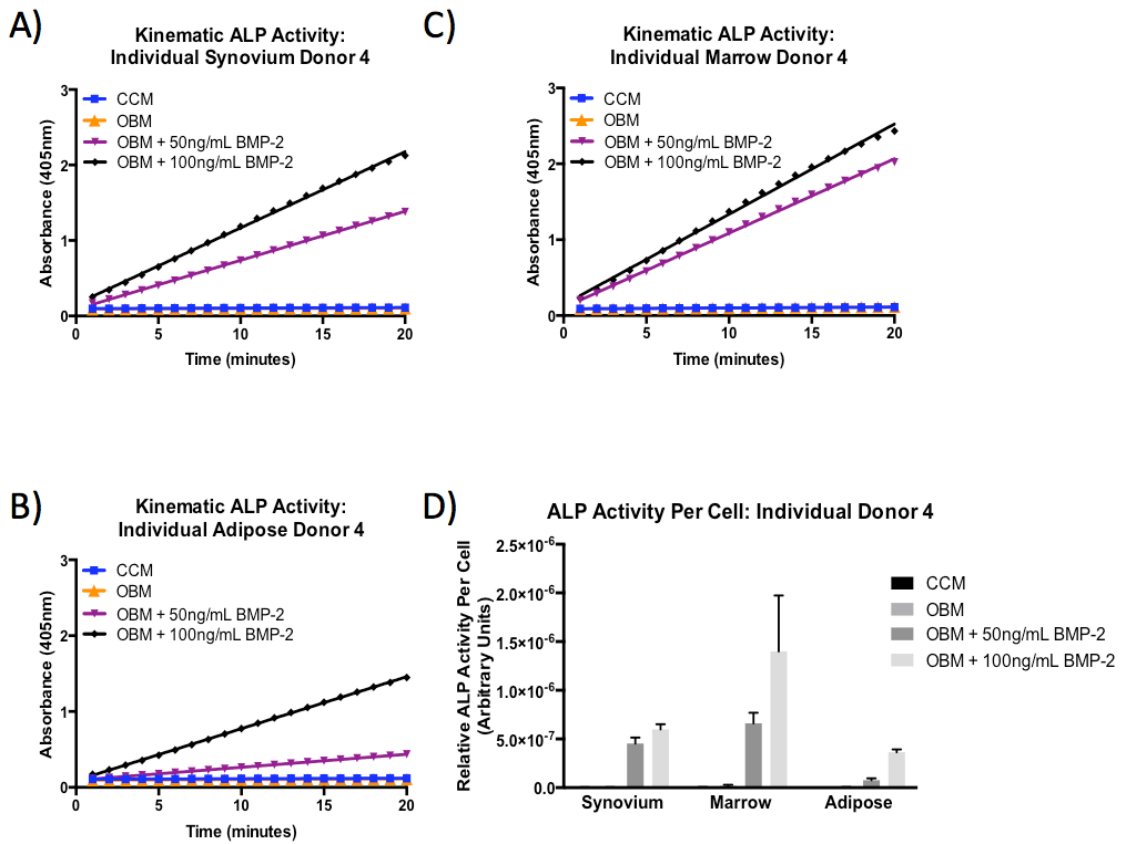 A)
Kinematic ALP Activity:
Individual Synovium Donor 4
3
2
1
0
Absorbance (405nm)
CCM
OBM
OBM + 50ng/mL BMP-2
OBM + 100ng/mL BMP-2
0 5 10 15 20
Time (minutes)
C)
Kinematic ALP Activity:
Individual Marrow Donor 4
3
2
1
0
Absorbance (405nm)
CCM
OBM
OBM + 50ng/mL BMP-2
OBM + 100ng/mL BMP-2
0 5 10 15 20
Time (minutes)
B)
Kinematic ALP Activity:
Individual Adipose Donor 4
3
2
1
0
Absorbance (405nm)
CCM
OBM
OBM + 50ng/mL BMP-2
OBM + 100ng/mL BMP-2
0 5 10 15 20
Time (minutes)
D)
ALP Activity Per Cell: Individual Donor 4
2.5×10⁻⁶
2.0×10⁻⁶
1.5×10⁻⁶
1.0×10⁻⁶
5.0×10⁻⁷
0.0
Relative ALP Activity Per Cell
(Arbitrary Units)
CCM
OBM
OBM + 50ng/mL BMP-2
OBM + 100ng/mL BMP-2
Synovium Marrow Adipose